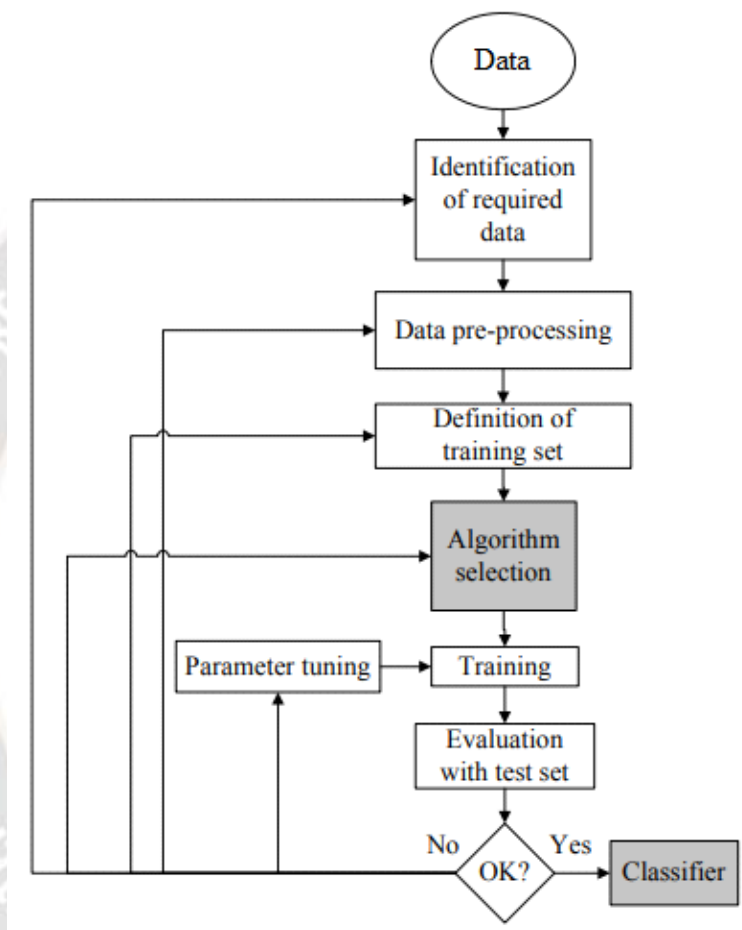 Data
Identification
of required
data
Data pre-processing
Definition of
training set
Algorithm
selection
Parameter tuning
Training
Evaluation
with test set
No
OK?
Yes
Classifier